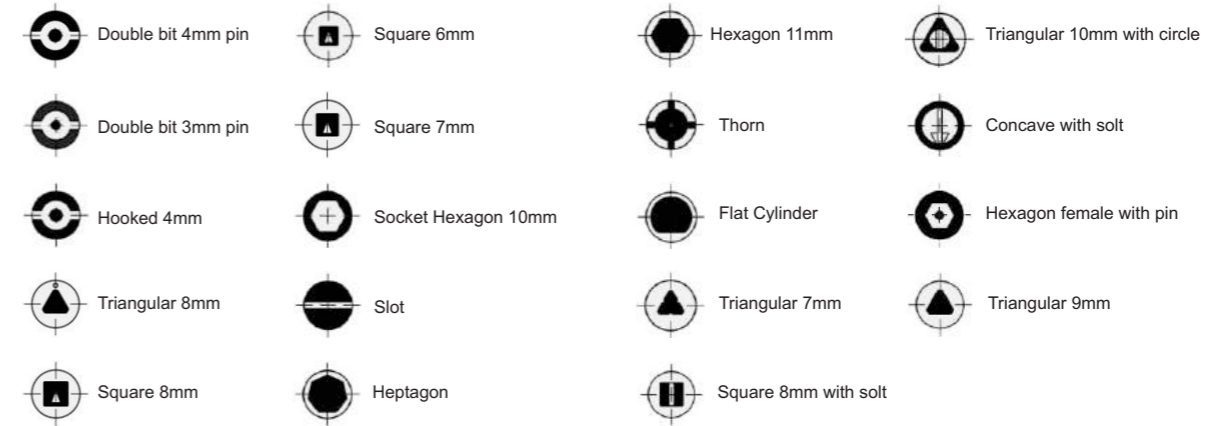 Double bit 4mm pin
Square 6mm
Hexagon 11mm
Triangular 10mm with circle
Double bit 3mm pin
Square 7mm
Thorn
Concave with solt
Hooked 4mm
Socket Hexagon 10mm
Flat Cylinder
Hexagon female with pin
Triangular 8mm
Slot
Triangular 7mm
Triangular 9mm
Square 8mm
Heptagon
Square 8mm with solt